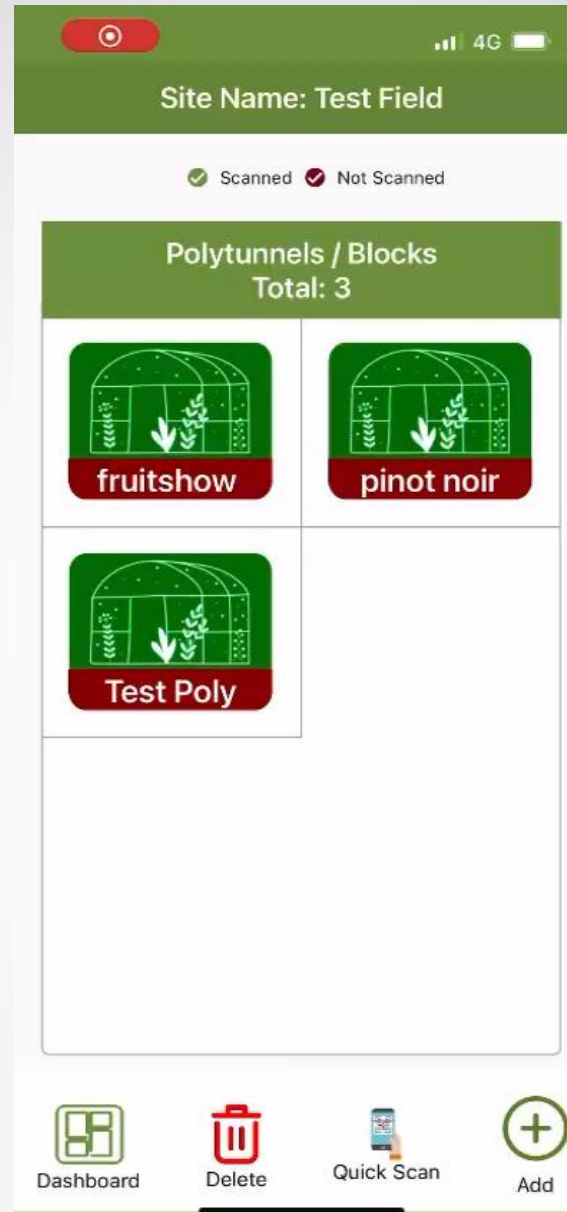 4G
Site Name: Test Field
Scanned Not Scanned
Polytunnels / Blocks
Total: 3
fruitshow pinot noir
Test Poly
Dashboard Delete Quick Scan Add